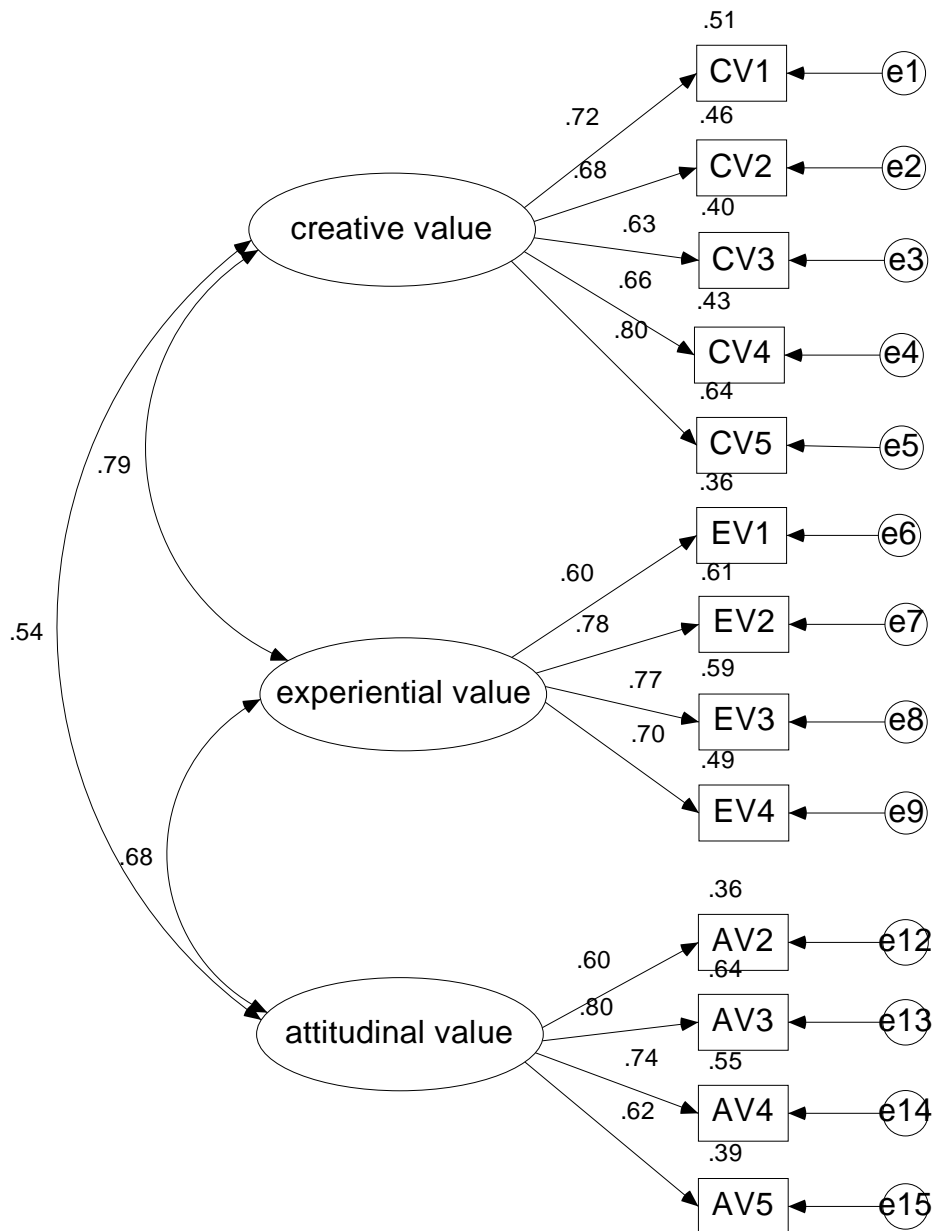 .51
CV1
e1
.72
.46
CV2
e2
.68
.40
CV3
e3
.63
.43
CV4
e4
.66
.64
CV5
e5
.80
creative value
.36
EV1
e6
.60
.61
EV2
e7
.78
.59
EV3
e8
.77
.49
EV4
e9
.70
experiential value
.79
.54
.68
.36
AV2
e12
.60
.64
AV3
e13
.80
.55
AV4
e14
.74
.39
AV5
e15
.62
attitudinal value